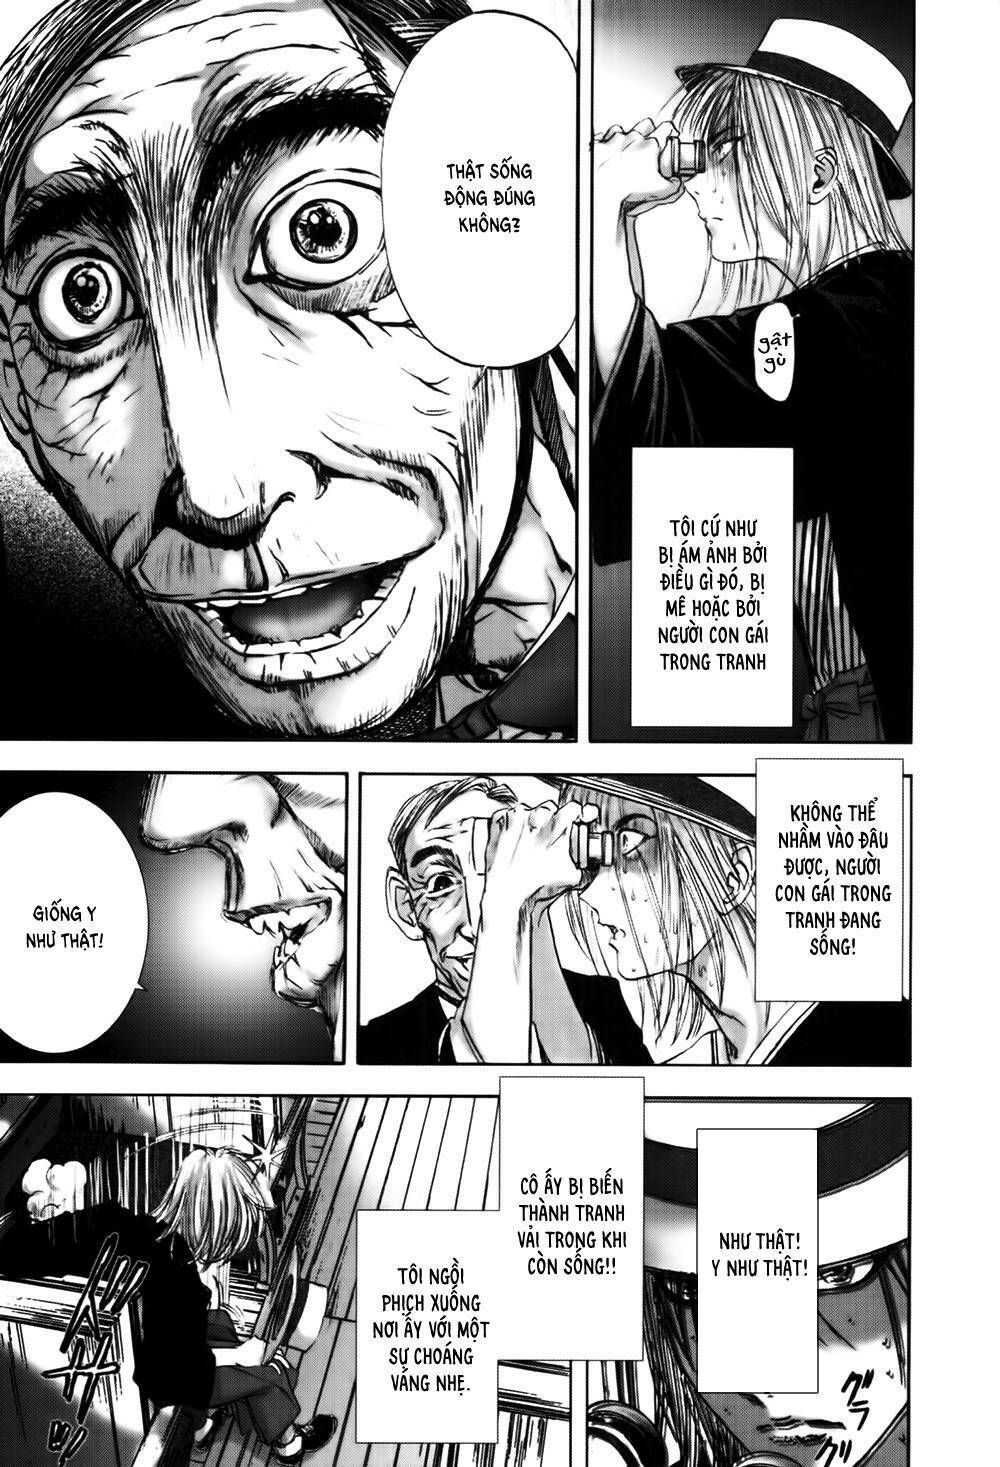 gật
gù
TÔI CỨ NHƯ
BỊ ÁM ẢNH BỞI
ĐIỀU GÌ ĐÓ, BỊ
MÊ HOẶC BỞI
NGƯỜI CON GÁI
TRONG TRANH
THẬT SỐNG
ĐỘNG ĐÚNG
KHÔNG?
KHÔNG THỂ
NHẦM VÀO ĐÂU
ĐƯỢC, NGƯỜI
CON GÁI TRONG
TRANH ĐANG
SỐNG!
GIỐNG Y
NHƯ THẬT!
NHƯ THẬT!
Y NHƯ THẬT!
グラ
CÔ ẤY BỊ BIẾN
THÀNH TRANH
VẢI TRONG KHI
CÒN SỐNG!!
TÔI NGỒI
PHỊCH XUỐNG
NƠI ẤY VỚI MỘT
SỰ CHOÁNG
VÁNG NHẸ.